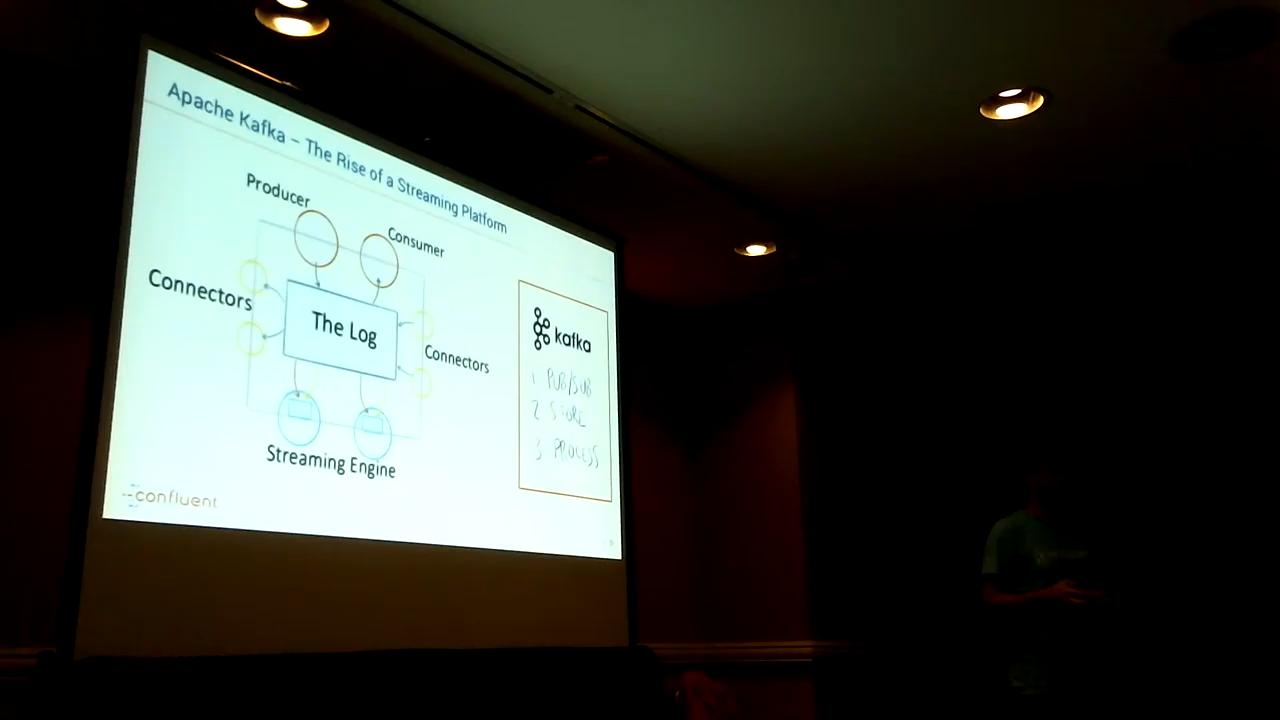 Apache Kafka – The Rise of a Streaming Platform
Producer
Consumer
Connectors
The Log
Connectors
Streaming Engine
kafka
1 PUB/SUB
2 STORE
3 PROCESS
confluent